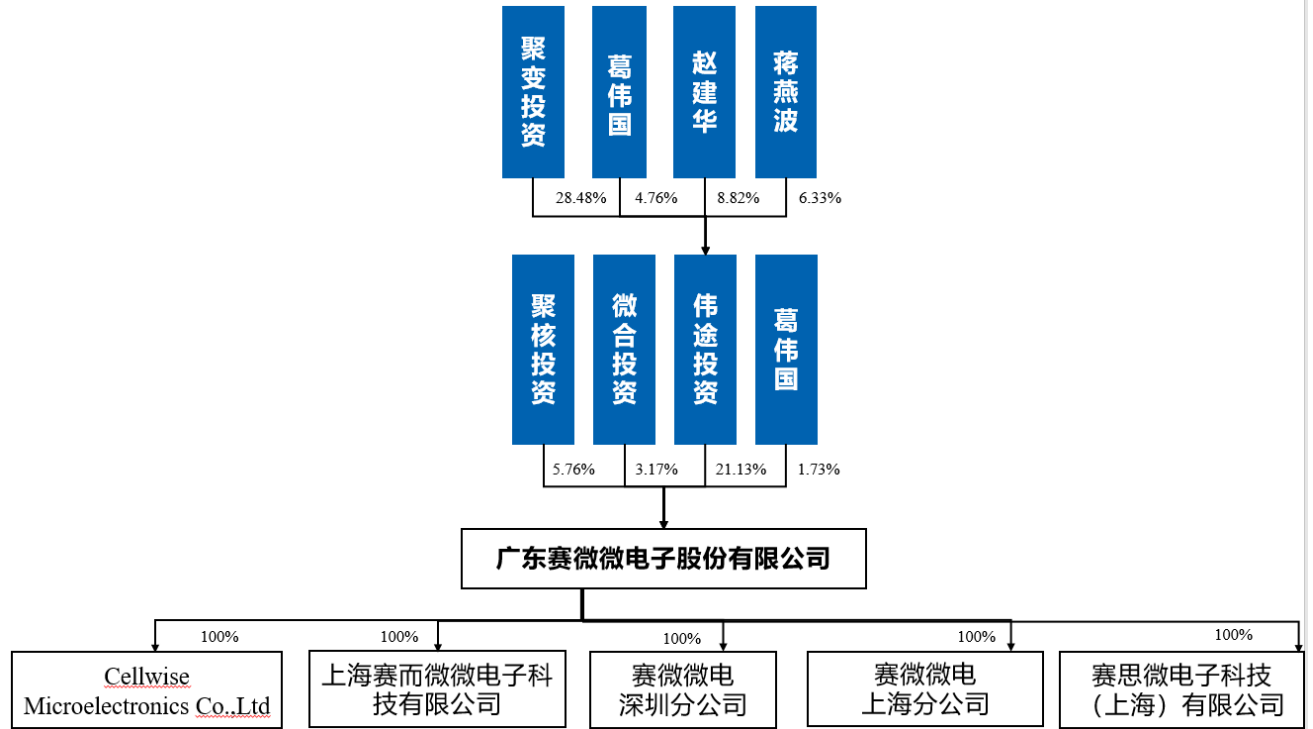 聚变投资
葛伟国
赵建华
蒋燕波
28.48%
4.76%
8.82%
6.33%
聚核投资
微合投资
伟途投资
葛伟国
5.76%
3.17%
21.13%
1.73%
广东赛微微电子股份有限公司
100%
100%
100%
100%
100%
Cellwise
Microelectronics Co.,Ltd
上海赛而微微电子科
技有限公司
赛微微电
深圳分公司
赛微微电
上海分公司
赛思微电子科技
（上海）有限公司